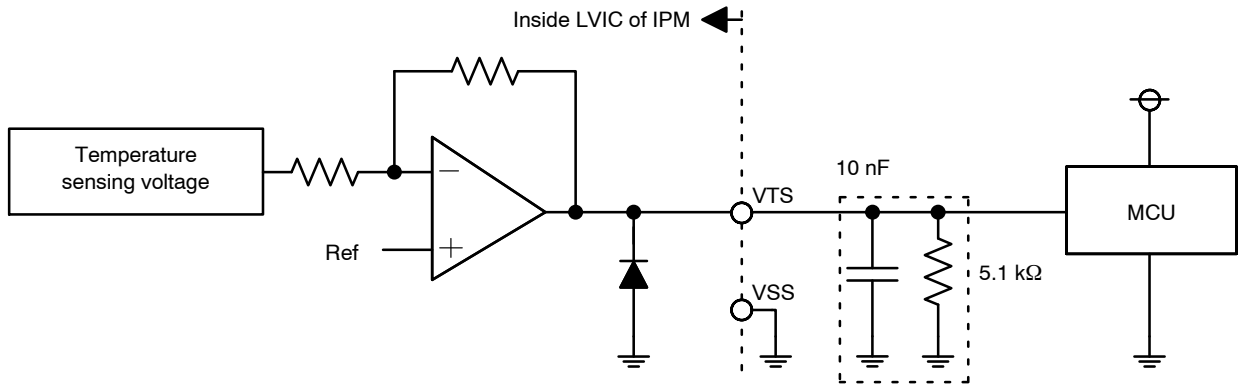 Inside LVIC of IPM
Temperature
sensing voltage
−
+
Ref
VTS
VSS
10 nF
5.1 kΩ
MCU